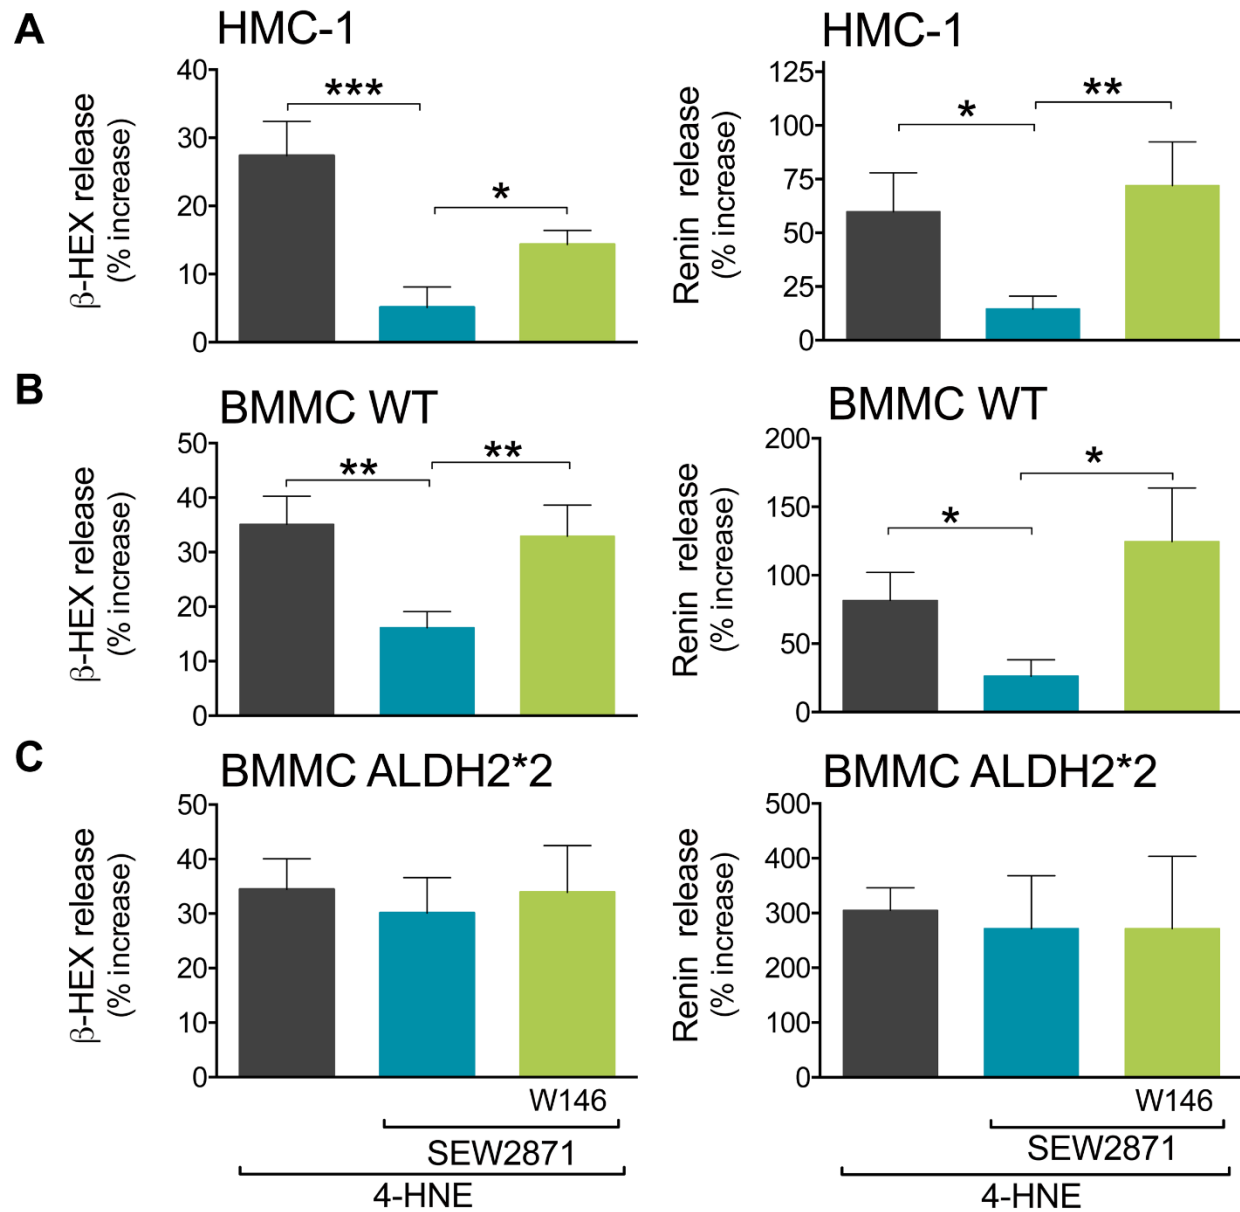 A
HMC-1
β-HEX release
(% increase)
40
30
20
10
0
***
*
HMC-1
Renin release
(% increase)
125
100
75
50
25
0
*
**
B
BMMC WT
β-HEX release
(% increase)
50
40
30
20
10
0
**
**
BMMC WT
Renin release
(% increase)
200
150
100
50
0
*
*
C
BMMC ALDH2*2
β-HEX release
(% increase)
50
40
30
20
10
0
W146
SEW2871
4-HNE
BMMC ALDH2*2
Renin release
(% increase)
500
400
300
200
100
0
W146
SEW2871
4-HNE